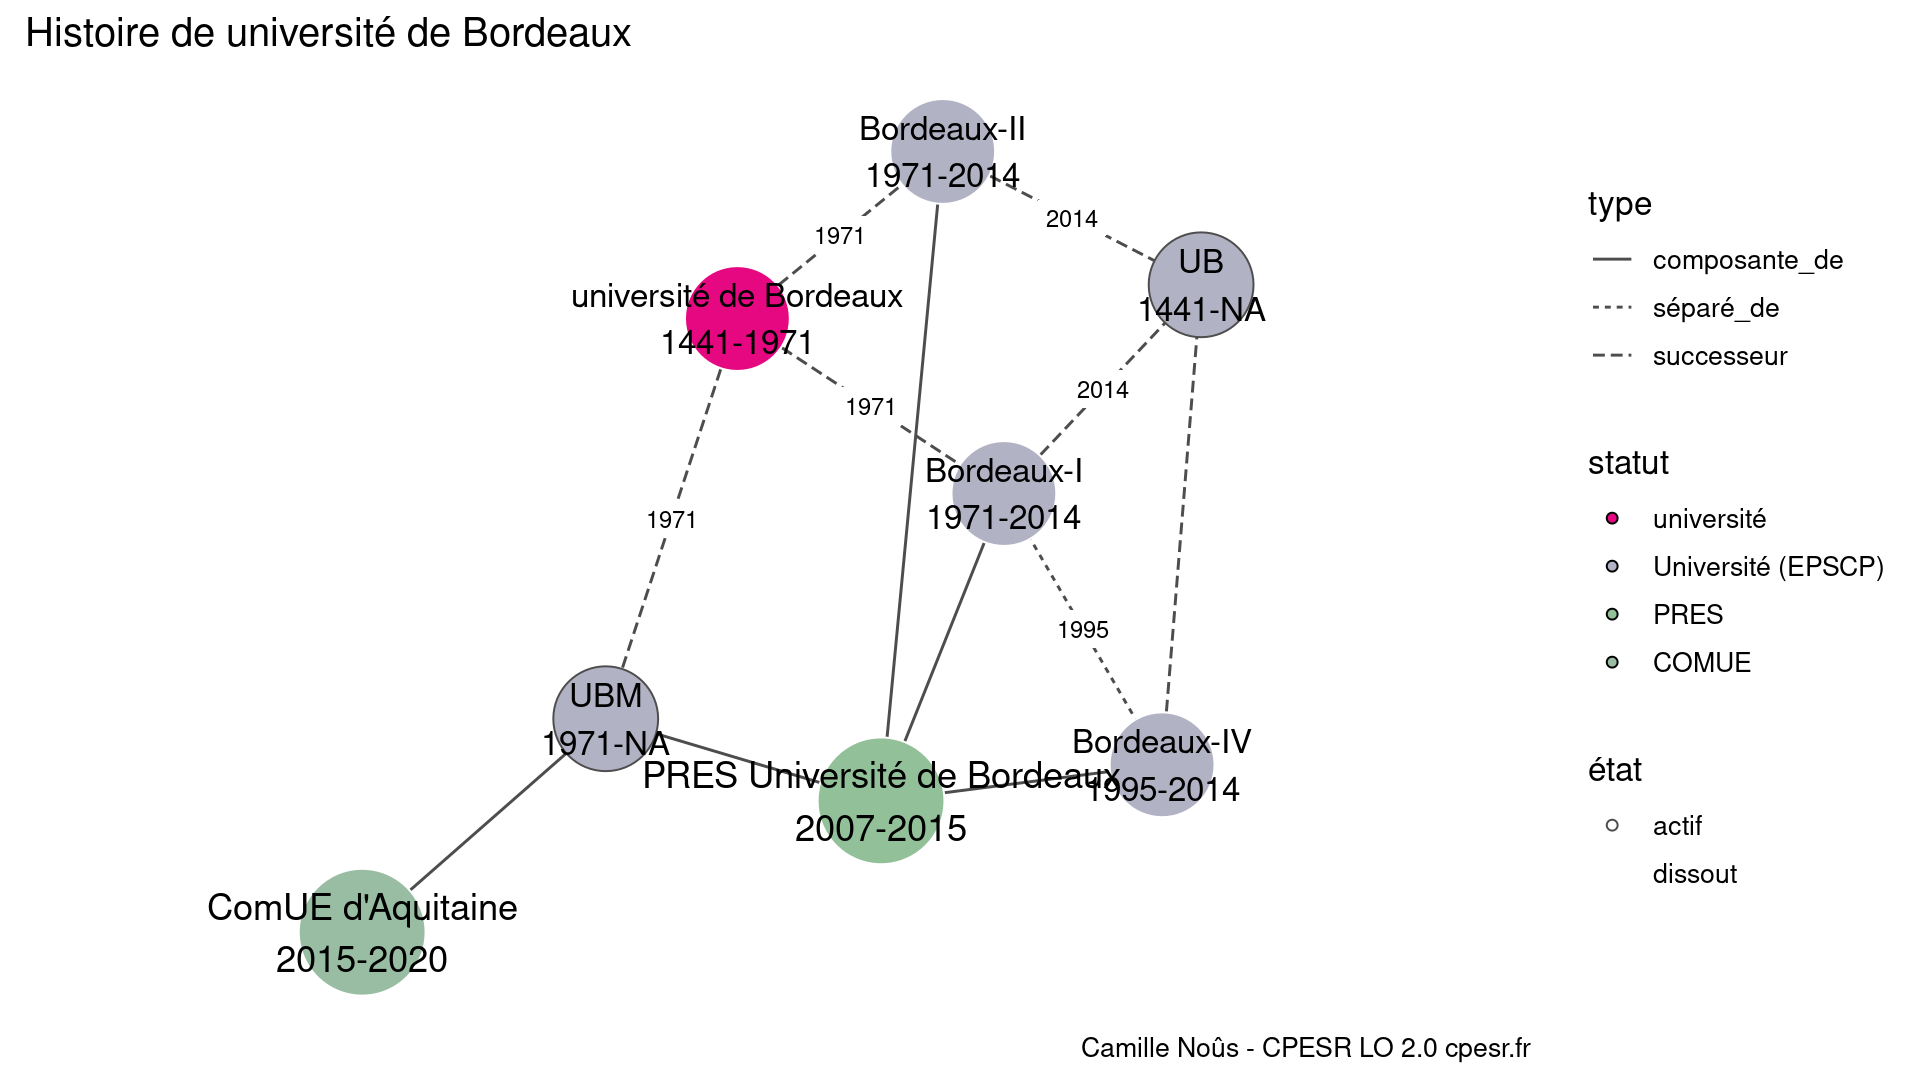 Histoire de université de Bordeaux
Bordeaux-II
1971-2014
2014
1971
UB
1441-NA
université de Bordeaux
1441-1971
2014
1971
Bordeaux-I
1971-2014
1971
1995
UBM
1971-NA
Bordeaux-IV
1995-2014
PRES Université de Bordeaux
2007-2015
ComUE d'Aquitaine
2015-2020
type
composante_de
séparé_de
successeur
statut
université
Université (EPSCP)
PRES
COMUE
état
actif
dissout
Camille Noûs - CPESR LO 2.0 cpesr.fr